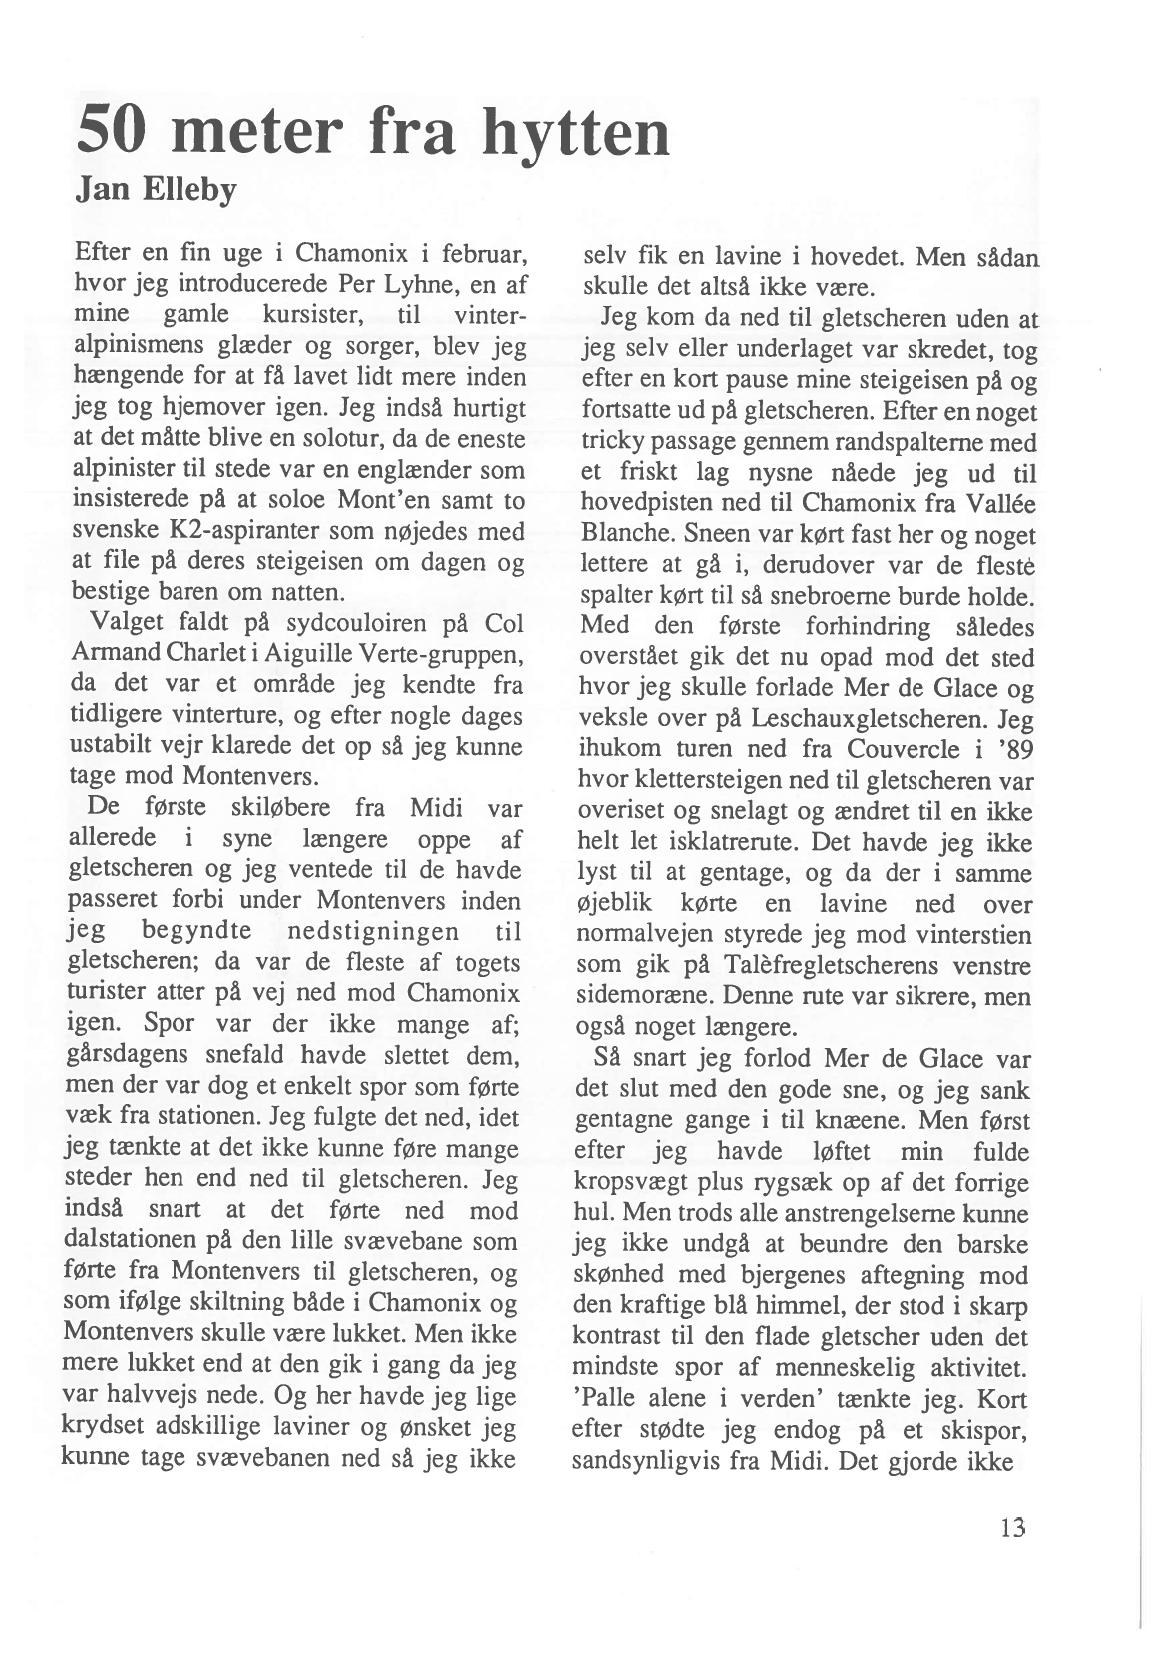 50 meter fra hytten
Jan Elleby
Efter en fin uge i Chamonix i februar,
hvor jeg introducerede Per Lyhne, en af
mine gamle kursister, til vinter-
alpinismens glæder og sorger, blev jeg
hængende for at få lavet lidt mere inden
jeg tog hjemover igen. Jeg indså hurtigt
at det måtte blive en solotur, da de eneste
alpinister til stede var en englænder som
insisterede på at soloe Mont'en samt to
svenske K2-aspiranter som nøjedes med
at file på deres steigeisen om dagen og
bestige baren om natten.
Valget faldt på sydcouloiren på Col
Armand Charlet i Aiguille Verte-gruppen,
da det var et område jeg kendte fra
tidligere vinterture, og efter nogle dages
ustabilt vejr klarede det op så jeg kunne
tage mod Montenvers.
De første skiløbere fra Midi var
allerede i syne længere oppe af
gletscheren og jeg ventede til de havde
passeret forbi under Montenvers inden
jeg begyndte nedstigningen til
gletscheren; da var de fleste af togets
turister atter på vej ned mod Chamonix
igen. Spor var der ikke mange af;
gårsdagens snefald havde slettet dem,
men der var dog et enkelt spor som førte
væk fra stationen. Jeg fulgte det ned, idet
jeg tænkte at det ikke kunne føre mange
steder hen end ned til gletscheren. Jeg
indså snart at det førte ned mod
dalstationen på den lille svævebane som
førte fra Montenvers til gletscheren, og
som ifølge skiltning både i Chamonix og
Montenvers skulle være lukket. Men ikke
mere lukket end at den gik i gang da jeg
var halvvejs nede. Og her havde jeg lige
krydset adskillige laviner og ønsket jeg
kunne tage svævebanen ned så jeg ikke
selv fik en lavine i hovedet. Men sådan
skulle det altså ikke være.
Jeg kom da ned til gletscheren uden at
jeg selv eller underlaget var skredet, tog
efter en kort pause mine steigeisen på og
fortsatte ud på gletscheren. Efter en noget
tricky passage gennem randspalterne med
et friskt lag nysne nåede jeg ud til
hovedpisten ned til Chamonix fra Vallée
Blanche. Sneen var kørt fast her og noget
lettere at gå i, derudover var de fleste
spalter kørt til så snebroerne burde holde.
Med den første forhindring således
overstået gik det nu opad mod det sted
hvor jeg skulle forlade Mer de Glace og
veksle over på Leschauxgletscheren. Jeg
ihukom turen ned fra Couvercle i '89
hvor klettersteigen ned til gletscheren var
overiset og snelagt og ændret til en ikke
helt let isklatrerute. Det havde jeg ikke
lyst til at gentage, og da der i samme
øjeblik kørte en lavine ned over
normalvejen styrede jeg mod vinterstien
som gik på Talèfregletscherens venstre
sidemoræne. Denne rute var sikrere, men
også noget længere.
Så snart jeg forlod Mer de Glace var
det slut med den gode sne, og jeg sank
gentagne gange i til knæene. Men først
efter jeg havde løftet min fulde
kropsvægt plus rygsæk op af det forrige
hul. Men trods alle anstrengelserne kunne
jeg ikke undgå at beundre den barske
skønhed med bjergenes aftegning mod
den kraftige blå himmel, der stod i skarp
kontrast til den flade gletscher uden det
mindste spor af menneskelig aktivitet.
'Palle alene i verden' tænkte jeg. Kort
efter stødte jeg endog på et skispor,
sandsynligvis fra Midi. Det gjorde ikke
13